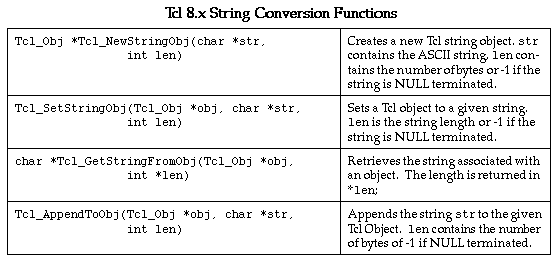 Tcl 8.x String Conversion Functions
Tcl_Obj *Tcl_NewStringObj(char *str,
int len)
Creates a new Tcl string object. str
contains the ASCII string, len con-
tains the number of bytes or -1 if the
string is NULL terminated.
Tcl_SetStringObj(Tcl_Obj *obj, char *str,
int len)
Sets a Tcl object to a given string.
len is the string length or -1 if the
string is NULL terminated.
char *Tcl_GetStringFromObj(Tcl_Obj *obj,
int *len)
Retrieves the string associated with
an object. The length is returned in
*len;
Tcl_AppendToObj(Tcl_Obj *obj, char *str,
int len)
Appends the string str to the given
Tcl Object. len contains the number
of bytes of -1 if NULL terminated.